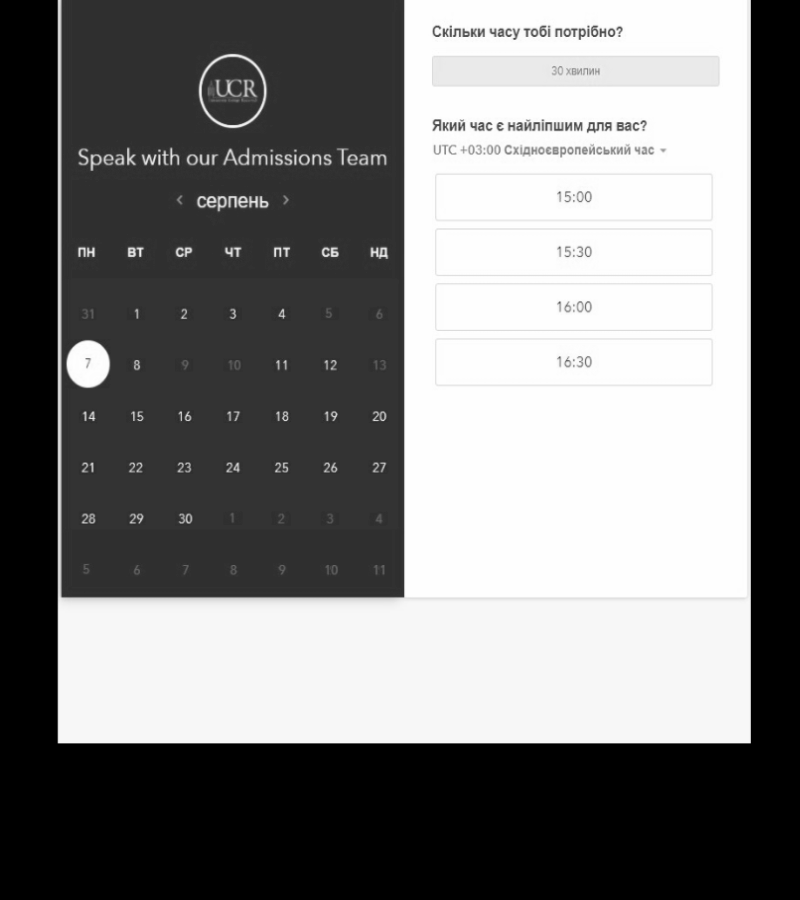 UCR
Speak with our Admissions Team
< серпень >
ПН ВТ СР ЧТ ПТ СБ НД
31 1 2 3 4 5 6
7 8 9 10 11 12 13
14 15 16 17 18 19 20
21 22 23 24 25 26 27
28 29 30 1 2 3 4
5 6 7 8 9 10 11
Скільки часу тобі потрібно?
30 хвилин
Який час є найліпшим для вас?
UTC +03:00 Східноєвропейський час
15:00
15:30
16:00
16:30